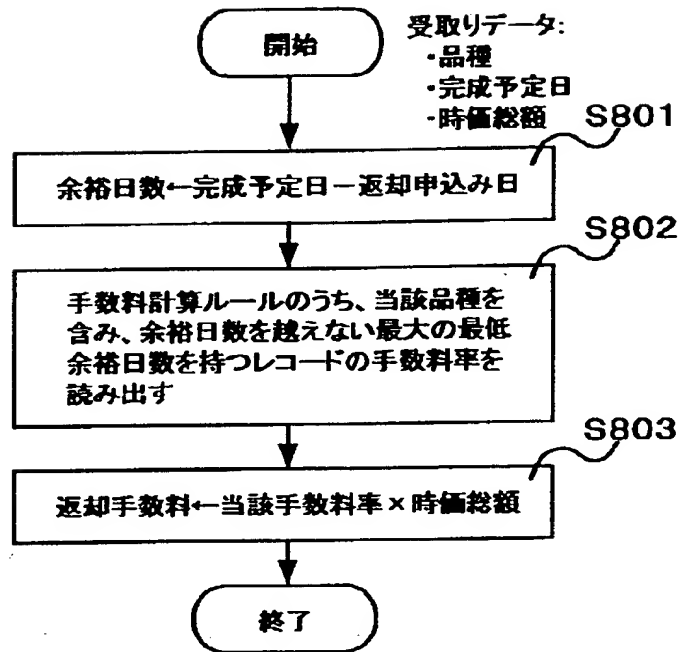 開始
受取りデータ:
・品種
・完成予定日
・時価総額
S801
余裕日数←完成予定日－返却申込み日
S802
手数料計算ルールのうち、当該品種を
含み、余裕日数を越えない最大の最低
余裕日数を持つレコードの手数料率を
読み出す
S803
返却手数料←当該手数料率×時価総額
終了